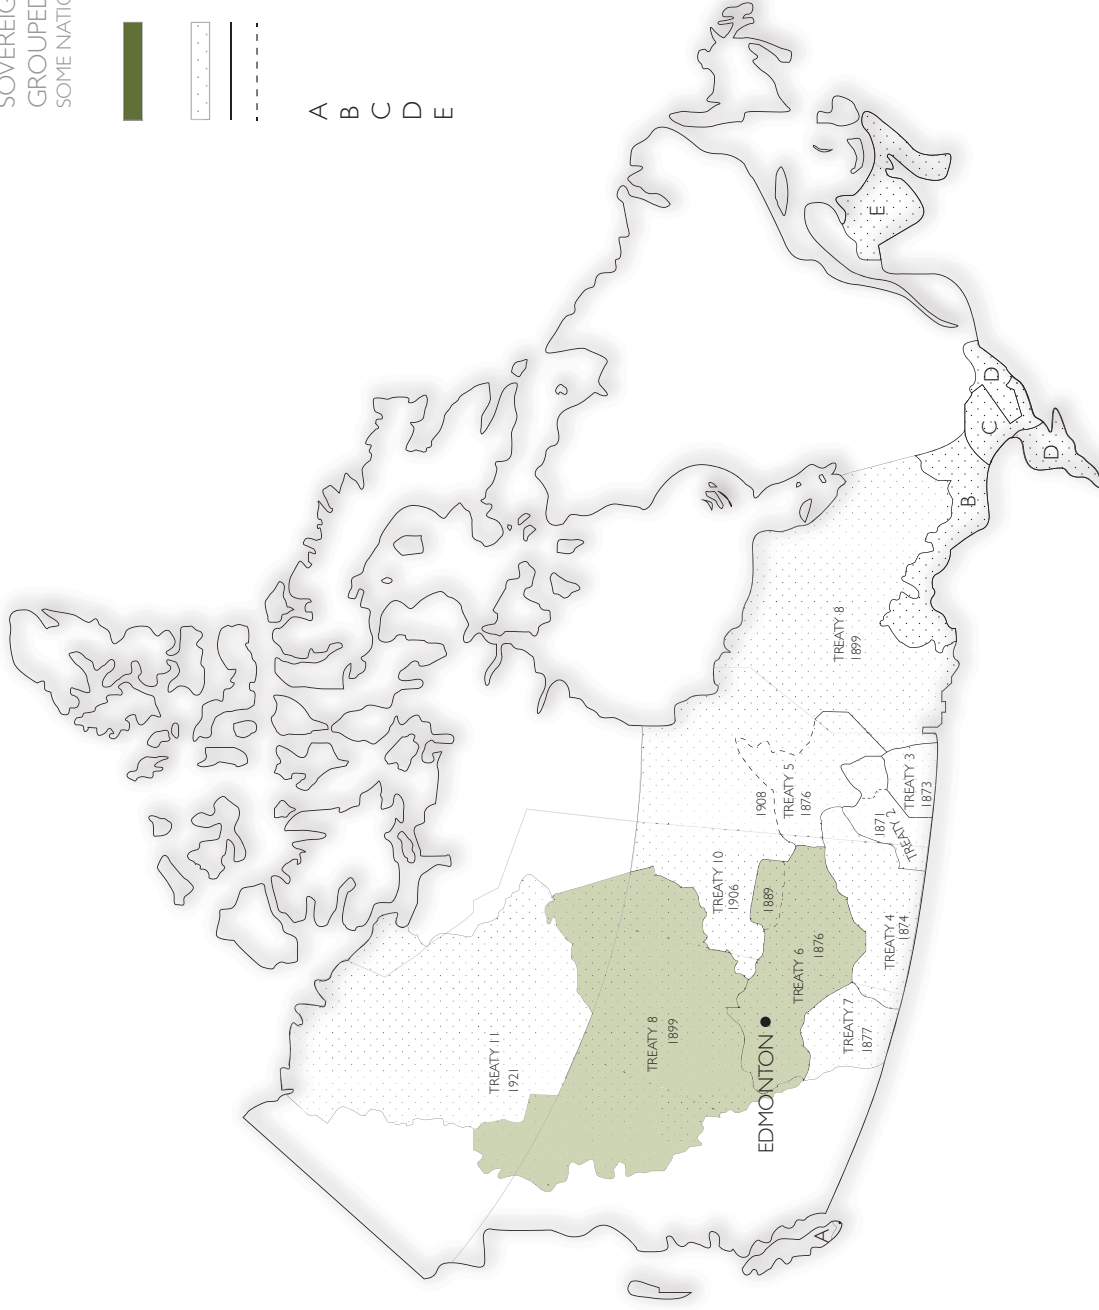 SOVEREIG
GROUPED
SOME NATIO
A
B
C
D
E
E
D
C
D
B
TREATY 8
1899
TREATY 3
1873
TREATY 5
1876
1908
1871
TREATY 2
TREATY 10
1906
1889
TREATY 4
1874
TREATY 6
1876
TREATY 7
1877
TREATY 8
1899
TREATY 11
1921
EDMONTON
A